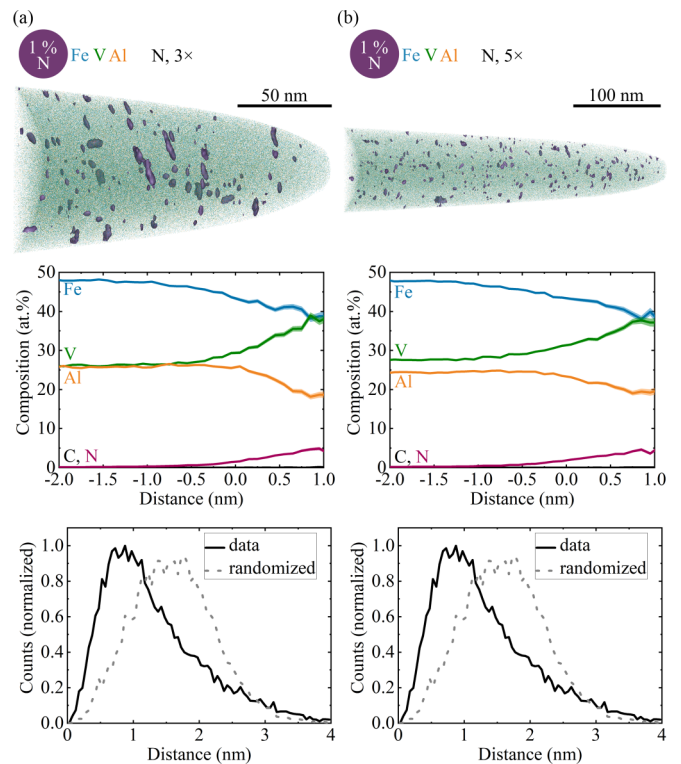 (a)
1 %
N
Fe V Al
N, 3×
50 nm
Composition (at.%)
50
40
30
20
10
0
Fe
V
Al
C, N
-2.0 -1.5 -1.0 -0.5 0.0 0.5 1.0
Distance (nm)
Counts (normalized)
1.0
0.8
0.6
0.4
0.2
0.0
data
randomized
0 1 2 3 4
Distance (nm)
(b)
1 %
N
Fe V Al
N, 5×
100 nm
Composition (at.%)
50
40
30
20
10
0
Fe
V
Al
C, N
-2.0 -1.5 -1.0 -0.5 0.0 0.5 1.0
Distance (nm)
Counts (normalized)
1.0
0.8
0.6
0.4
0.2
0.0
data
randomized
0 1 2 3 4
Distance (nm)